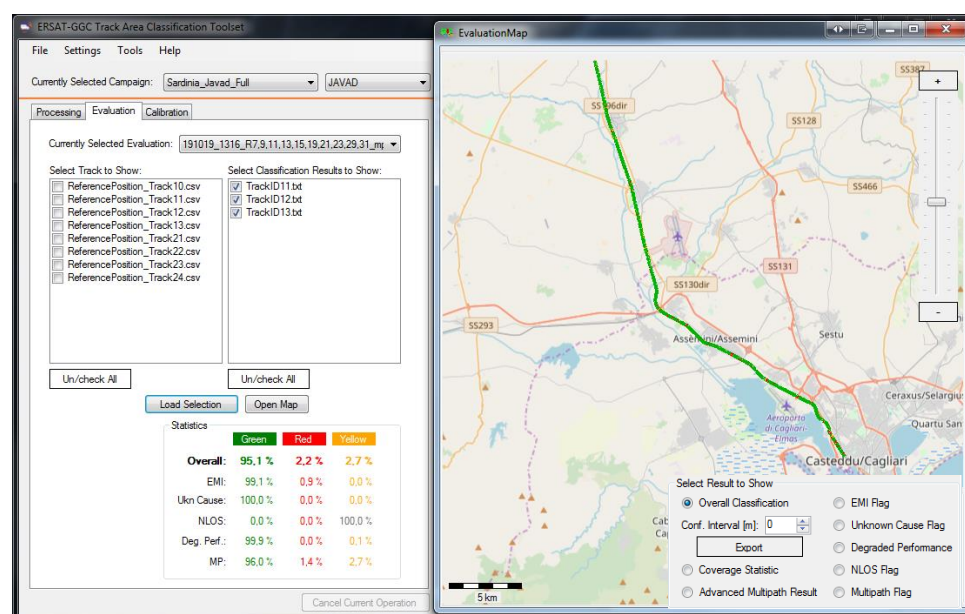 ERSAT-GGC Track Area Classification Toolset
File Settings Tools Help
Currently Selected Campaign: Sardinia_Javad_Full JAVAD
Processing Evaluation Calibration
Currently Selected Evaluation: 191019_1316_R7,9,11,13,15,19,21,23,29,31_mp
Select Track to Show:
ReferencePosition_Track10.csv
ReferencePosition_Track11.csv
ReferencePosition_Track12.csv
ReferencePosition_Track13.csv
ReferencePosition_Track21.csv
ReferencePosition_Track22.csv
ReferencePosition_Track23.csv
ReferencePosition_Track24.csv
Un/check All
Select Classification Results to Show:
TrackID11.txt
TrackID12.txt
TrackID13.txt
Un/check All
Load Selection Open Map
Statistics
Green Red Yellow
Overall: 95,1 % 2,2 % 2,7 %
EMI: 99,1 % 0,9 % 0,0 %
Ukn Cause: 100,0 % 0,0 % 0,0 %
NLOS: 0,0 % 0,0 % 100,0 %
Deg. Perf.: 99,9 % 0,0 % 0,1 %
MP: 96,0 % 1,4 % 2,7 %
Cancel Current Operation
EvaluationMap
SS387
+
SS196dir
SS128
SS466
SS131
SS130dir
-
SS293
Assèmini/Assemini
Sestu
Ceraxus/Selargius
Aeroporto
di Cagliari-
Elmas
Quartu San
Casteddu/Cagliari
5 km
Select Result to Show
Overall Classification EMI Flag
Conf. Interval [m]: 0 Unknown Cause Flag
Export Degraded Performance
Coverage Statistic NLOS Flag
Advanced Multipath Result Multipath Flag